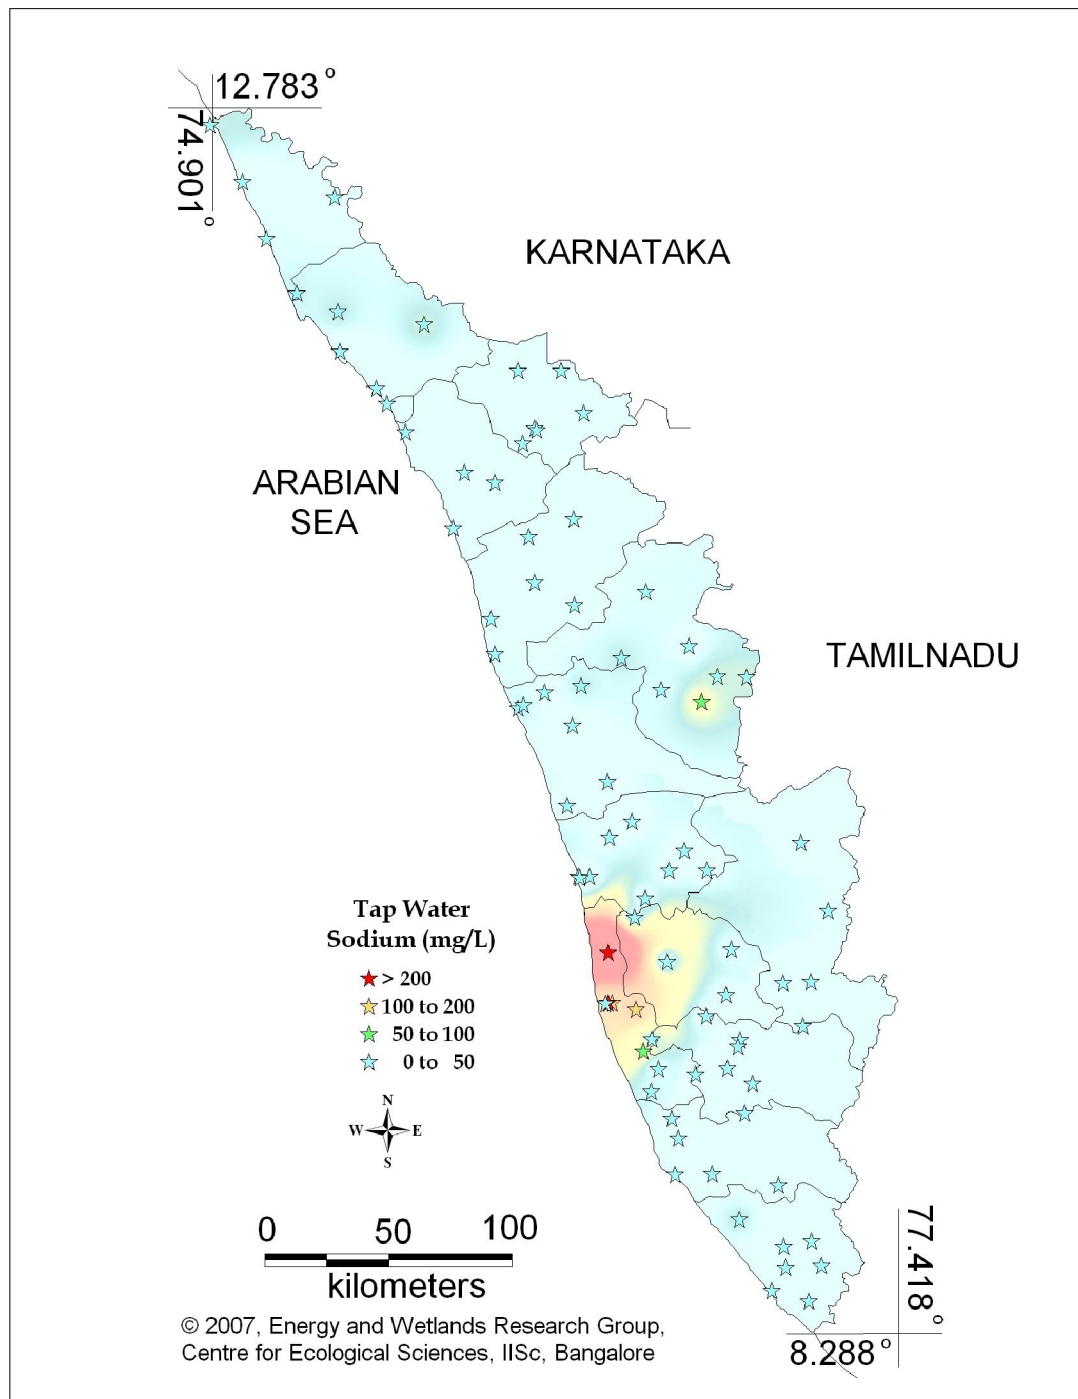 12.783 °
74.901°
KARNATAKA
ARABIAN
SEA
TAMILNADU
Tap Water
Sodium (mg/L)
> 200
100 to 200
50 to 100
0 to 50
N
W E
S
0 50 100
kilometers
77.418°
8.288 °
© 2007, Energy and Wetlands Research Group,
Centre for Ecological Sciences, IISc, Bangalore